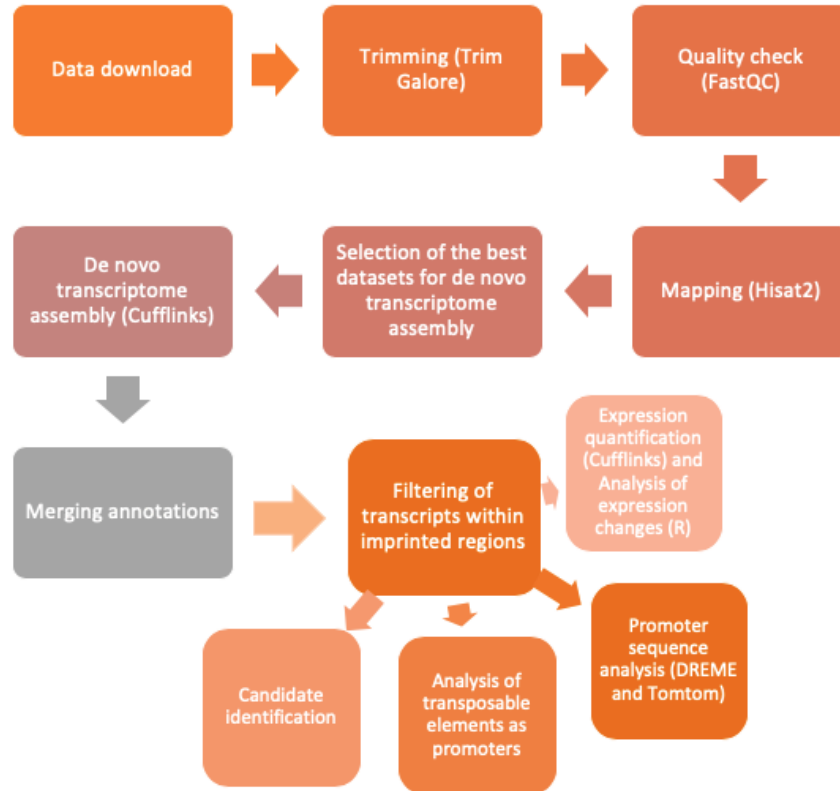 Data download
Trimming (Trim
Galore)
Quality check
(FastQC)
Mapping (Hisat2)
Selection of the best
datasets for de novo
transcriptome
assembly
De novo
transcriptome
assembly (Cufflinks)
Merging annotations
Filtering of
transcripts within
imprinted regions
Expression
quantification
(Cufflinks) and
Analysis of
expression
changes (R)
Promoter
sequence
analysis (DREME
and Tomtom)
Analysis of
transposable
elements as
promoters
Candidate
identification